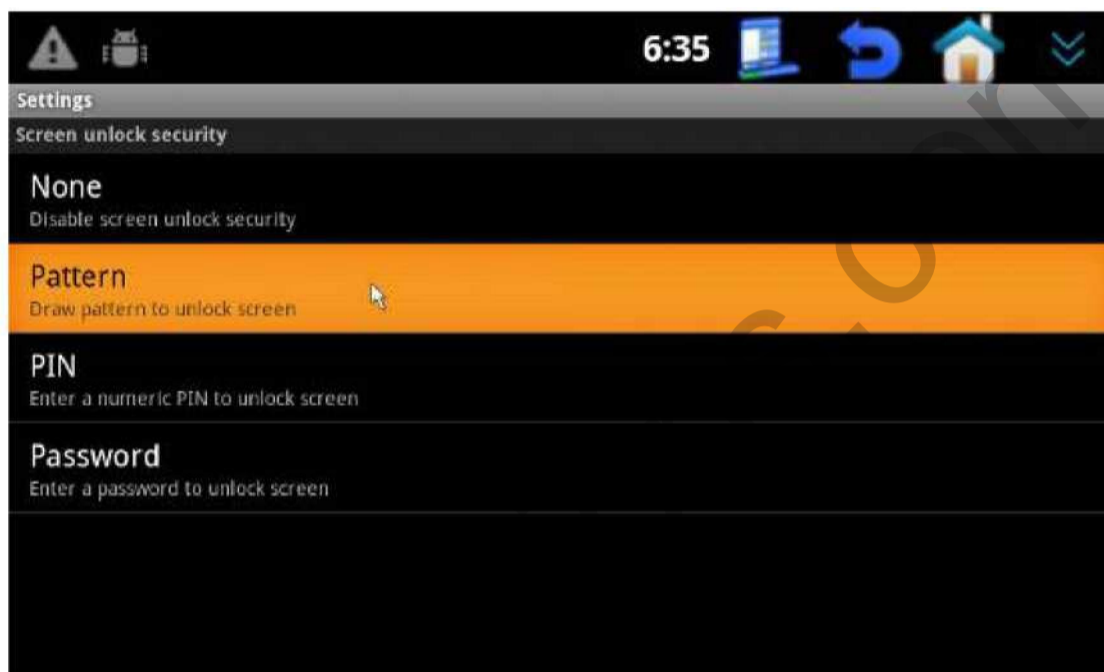 6:35
Settings
Screen unlock security
None
Disable screen unlock security
Pattern
Draw pattern to unlock screen
PIN
Enter a numeric PIN to unlock screen
Password
Enter a password to unlock screen